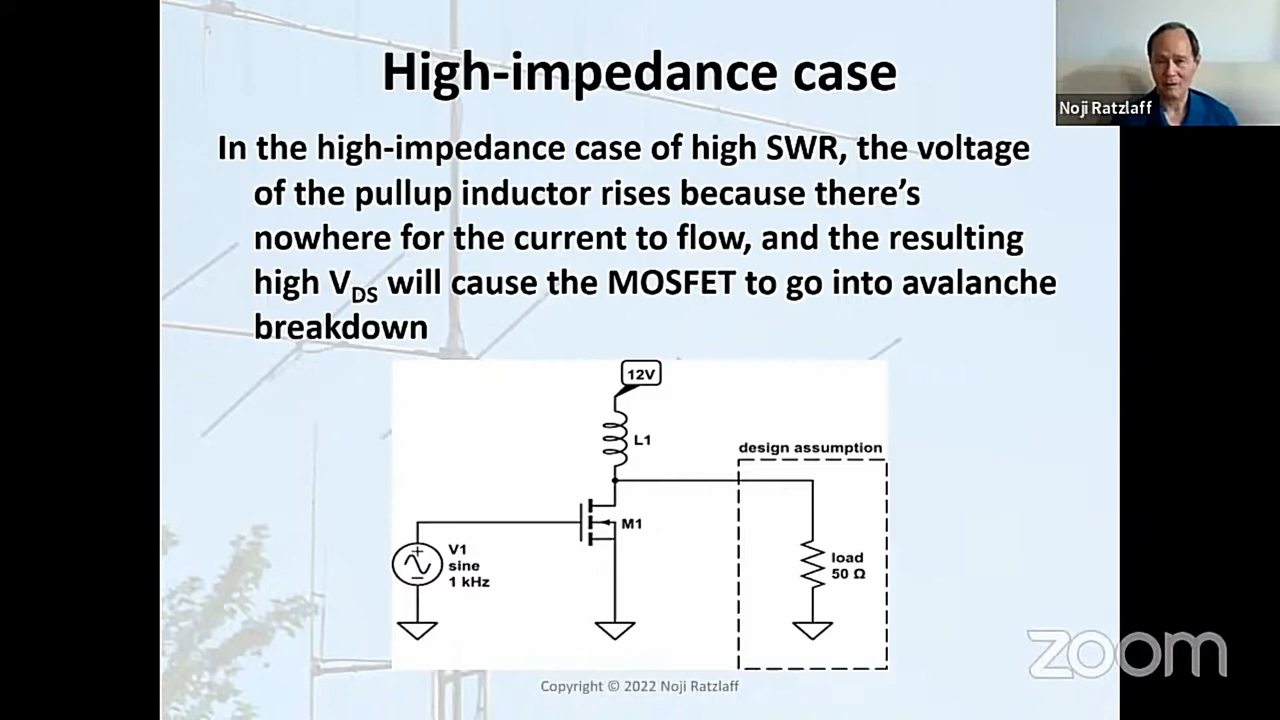 High-impedance case
Noji Ratzlaff
In the high-impedance case of high SWR, the voltage
of the pullup inductor rises because there’s
nowhere for the current to flow, and the resulting
high VDS will cause the MOSFET to go into avalanche
breakdown
12V
L1
design assumption
M1
V1
sine
1 kHz
load
50 Ω
zoom
Copyright © 2022 Noji Ratzlaff